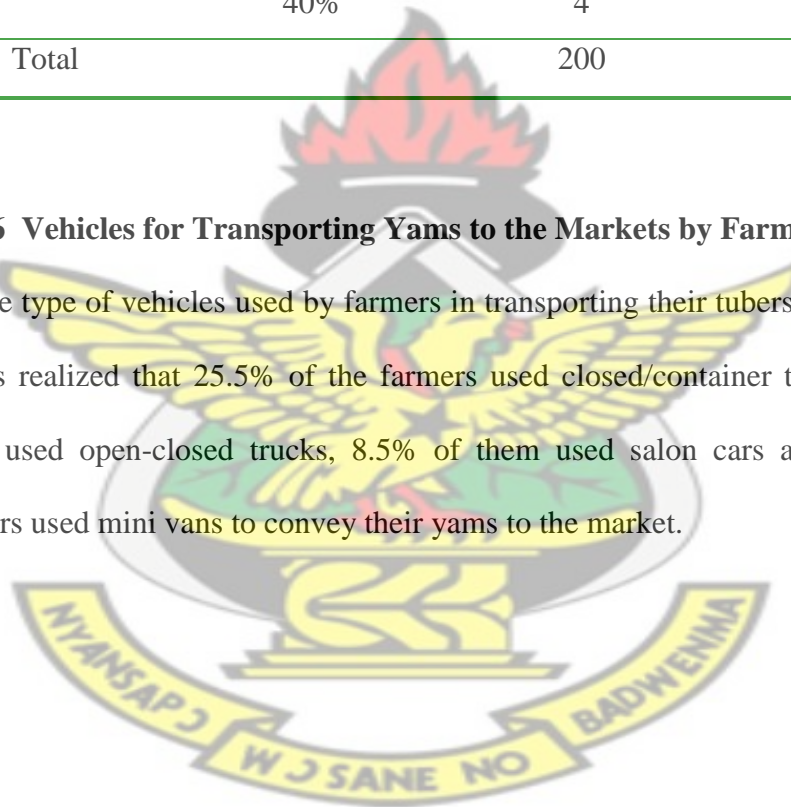 40% 4
Total 200
6 Vehicles for Transporting Yams to the Markets by Farm
e type of vehicles used by farmers in transporting their tubers
s realized that 25.5% of the farmers used closed/container t
used open-closed trucks, 8.5% of them used salon cars a
rs used mini vans to convey their yams to the market.
NYANSAPƆ WƆSANE NO BADWENMA